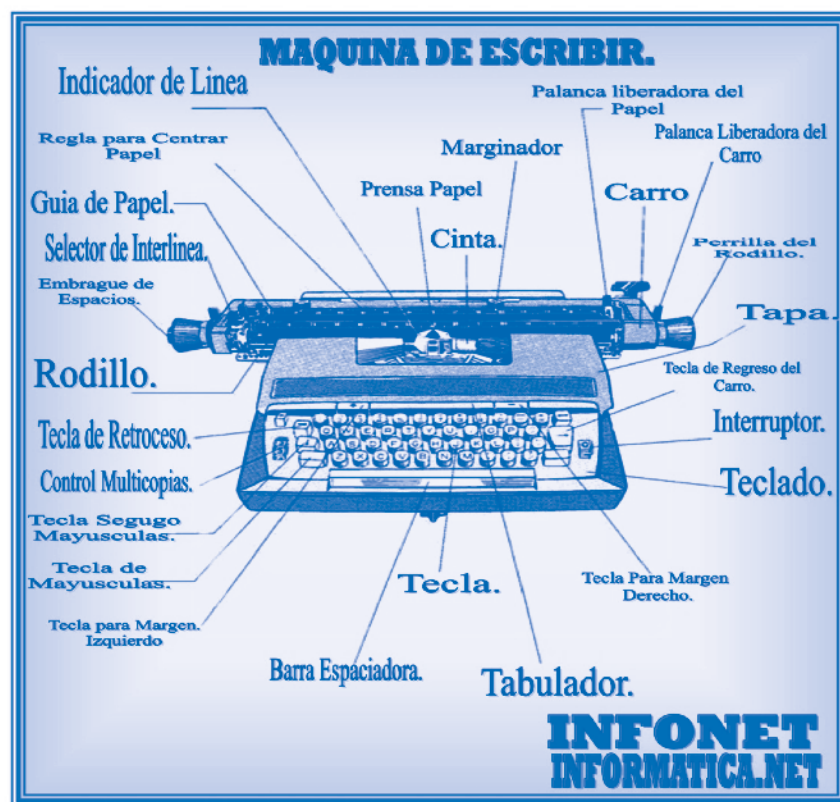 MAQUINA DE ESCRIBIR.
Indicador de Linea
Palanca liberadora del
Papel
Regla para Centrar
Papel
Marginador
Palanca Liberadora del
Carro
Prensa Papel
Carro
Guia de Papel.
Cinta.
Selector de Interlinea.
Perrilla del
Rodillo.
Embrague de
Espacios.
Tapa.
Rodillo.
Tecla de Regreso del
Carro.
Tecla de Retroceso.
Interruptor.
Control Multicopias.
Teclado.
Tecla Segugo
Mayusculas.
Tecla de
Mayusculas.
Tecla.
Tecla Para Margen
Derecho.
Tecla para Margen.
Izquierdo
Barra Espaciadora.
Tabulador.
INFONET
INFORMATICA.NET